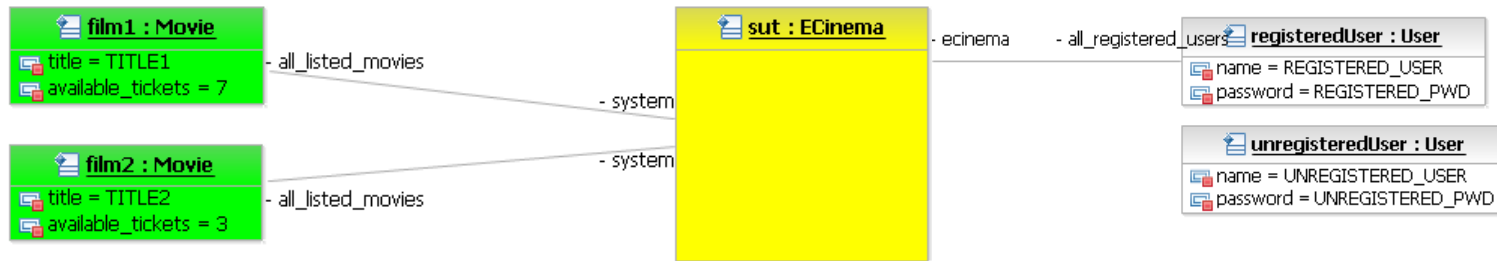 film1 : Movie
title = TITLE1
available_tickets = 7
- all_listed_movies
- system
film2 : Movie
title = TITLE2
available_tickets = 3
- all_listed_movies
- system
sut : ECinema
- ecinema
- all_registered_users
registeredUser : User
name = REGISTERED_USER
password = REGISTERED_PWD
unregisteredUser : User
name = UNREGISTERED_USER
password = UNREGISTERED_PWD